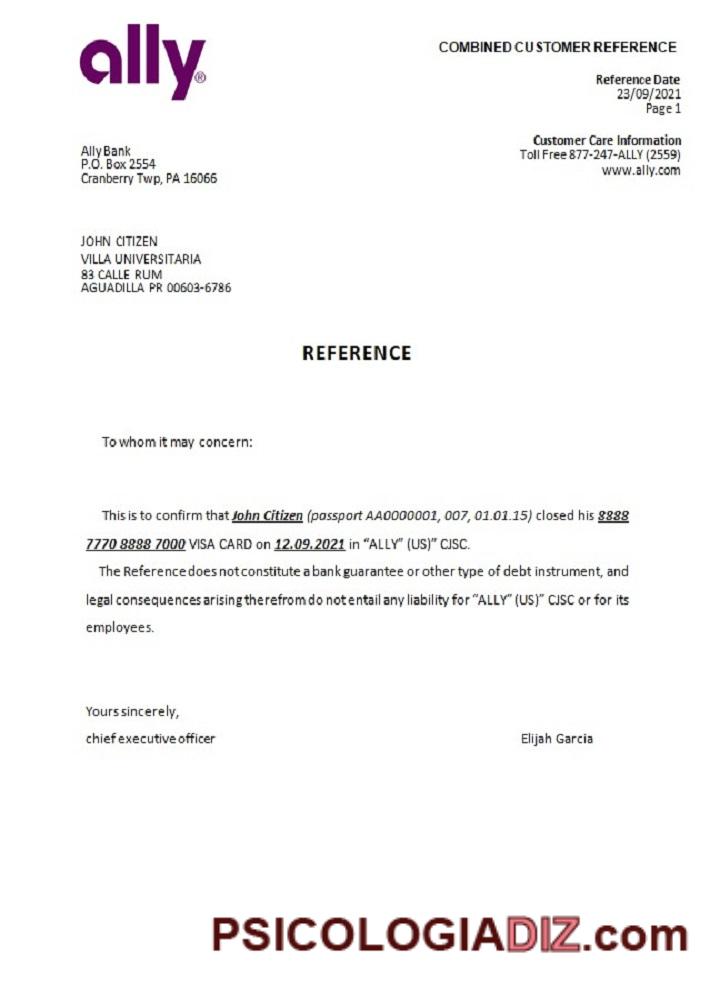 ally®
COMBINED CUSTOMER REFERENCE
Reference Date
23/09/2021
Page 1
Customer Care Information
Toll Free 877-247-ALLY (2559)
www.ally.com
Ally Bank
P.O. Box 2554
Cranberry Twp, PA 16066
JOHN CITIZEN
VILLA UNIVERSITARIA
83 CALLE RUM
AGUADILLA PR 00603-6786
REFERENCE
To whom it may concern:
This is to confirm that John Citizen (passport AA0000001, 007, 01.01.15) closed his 8888
7770 8888 7000 VISA CARD on 12.09.2021 in “ALLY” (US)” CJSC.
The Reference does not constitute a bank guarantee or other type of debt instrument, and
legal consequences arising therefrom do not entail any liability for “ALLY” (US)” CJSC or for its
employees.
Yours sincerely,
chief executive officer Elijah Garcia
PSICOLOGIADIZ.com